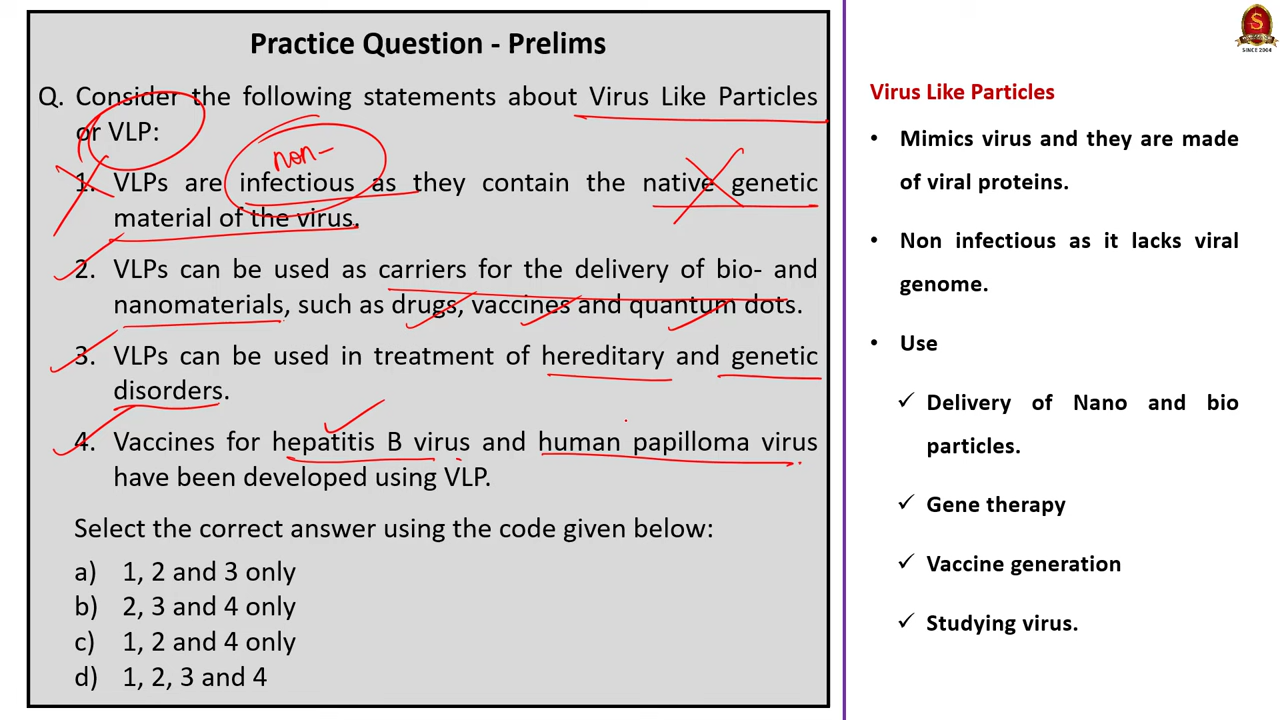 Practice Question - Prelims
Q. Consider the following statements about Virus Like Particles
or VLP:
non-
1. VLPs are infectious as they contain the native genetic
material of the virus.
2. VLPs can be used as carriers for the delivery of bio- and
nanomaterials, such as drugs, vaccines and quantum dots.
3. VLPs can be used in treatment of hereditary and genetic
disorders.
4. Vaccines for hepatitis B virus and human papilloma virus
have been developed using VLP.
Select the correct answer using the code given below:
a) 1, 2 and 3 only
b) 2, 3 and 4 only
c) 1, 2 and 4 only
d) 1, 2, 3 and 4
S
SINCE 2004
Virus Like Particles
• Mimics virus and they are made
of viral proteins.
• Non infectious as it lacks viral
genome.
• Use
✓ Delivery of Nano and bio
particles.
✓ Gene therapy
✓ Vaccine generation
✓ Studying virus.